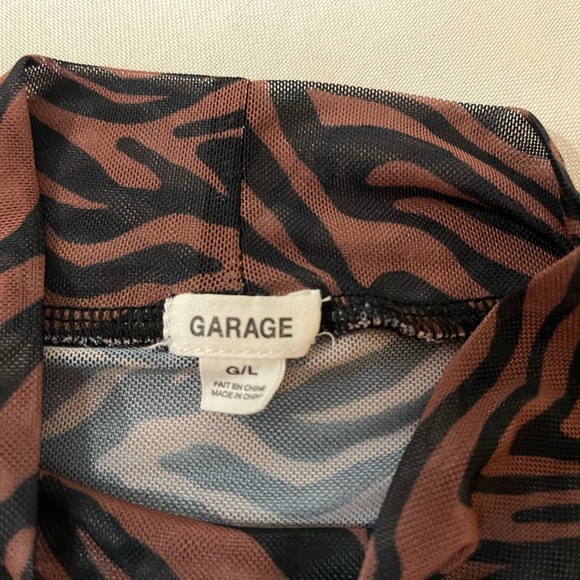 GARAGE
G/L
FAIT EN CHINE
MADE IN CHINA